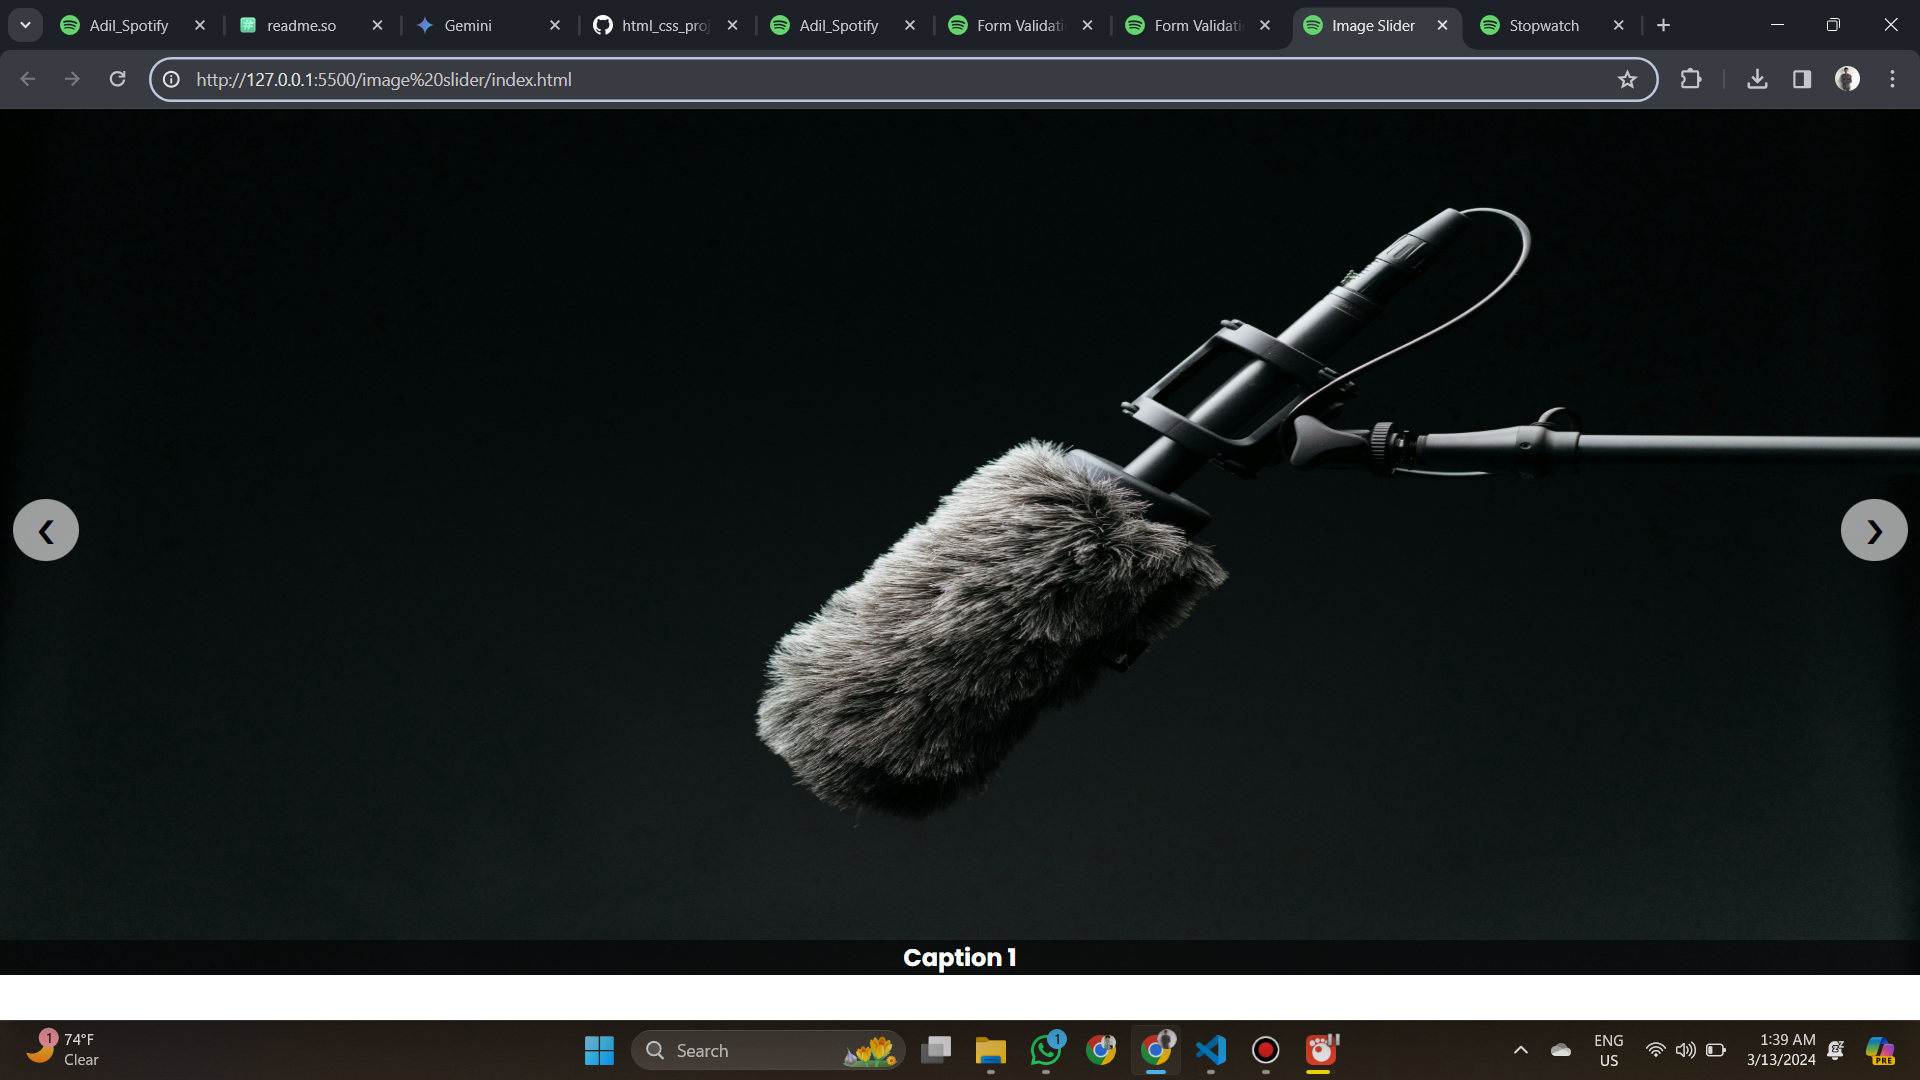 Adil_Spotify
readme.so
Gemini
html_css_proj
Adil_Spotify
Form Validati
Form Validati
Image Slider
Stopwatch
http://127.0.0.1:5500/image%20slider/index.html
❮
❯
Caption 1
1
74°F
Clear
Search
1
PRE
ENG
US
1:39 AM
3/13/2024